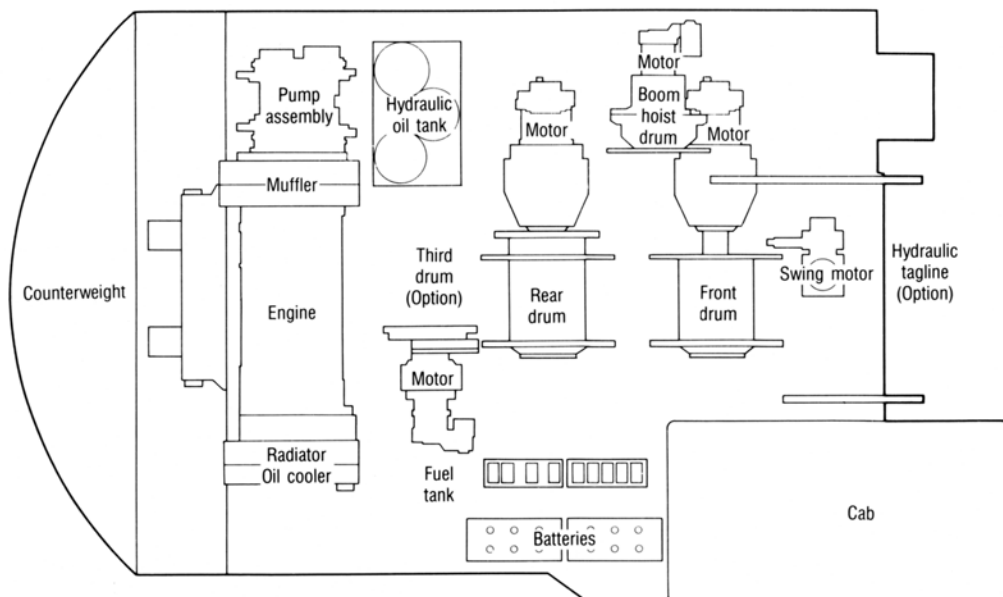 Pump
assembly
Hydraulic
oil tank
Motor
Boom
hoist
drum
Motor
Motor
Muffler
Counterweight
Engine
Third
drum
(Option)
Rear
drum
Front
drum
Swing motor
Hydraulic
tagline
(Option)
Motor
Radiator
Oil cooler
Fuel
tank
Batteries
Cab